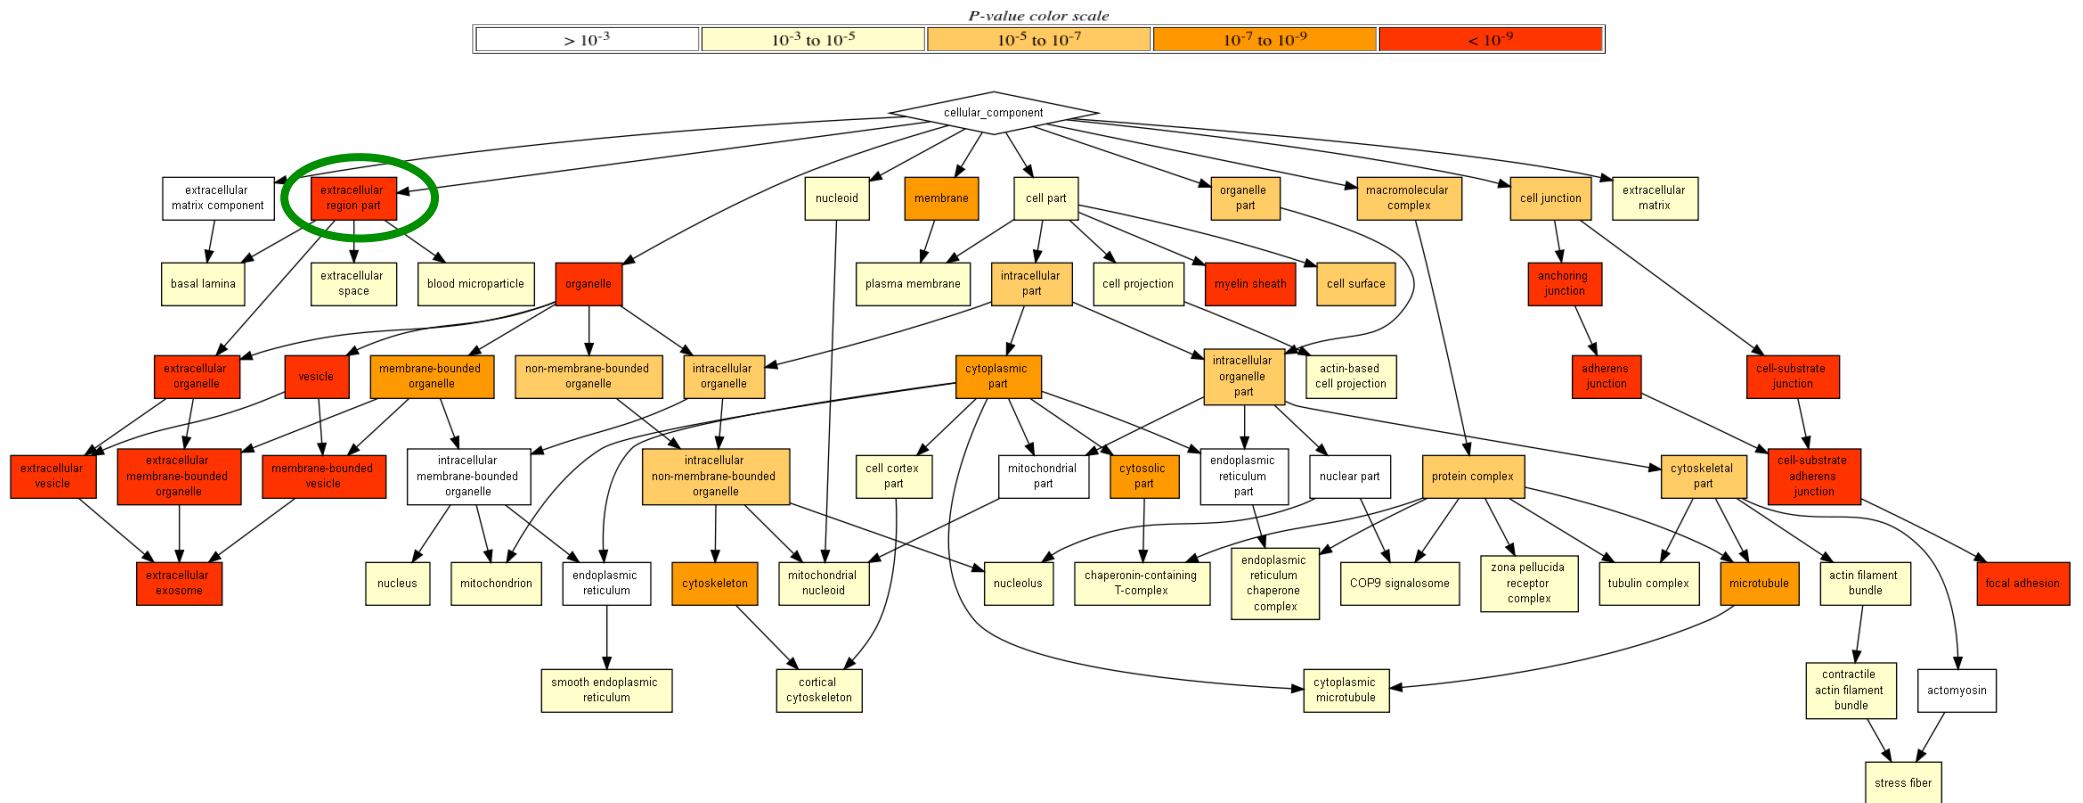 P-value color scale
> 10-3 10-3 to 10-5 10-5 to 10-7 10-7 to 10-9 < 10-9
cellular_component
extracellular
matrix component
extracellular
region part
nucleoid
membrane
cell part
organelle
part
macromolecular
complex
cell junction
extracellular
matrix
basal lamina
extracellular
space
blood microparticle
organelle
plasma membrane
intracellular
part
cell projection
myelin sheath
cell surface
anchoring
junction
extracellular
organelle
vesicle
membrane-bounded
organelle
non-membrane-bounded
organelle
intracellular
organelle
cytoplasmic
part
intracellular
organelle
part
actin-based
cell projection
adherens
junction
cell-substrate
junction
extracellular
vesicle
extracellular
membrane-bounded
organelle
membrane-bounded
vesicle
intracellular
membrane-bounded
organelle
intracellular
non-membrane-bounded
organelle
cell cortex
part
mitochondrial
part
cytosolic
part
endoplasmic
reticulum
part
nuclear part
protein complex
cytoskeletal
part
cell-substrate
adherens
junction
extracellular
exosome
nucleus
mitochondrion
endoplasmic
reticulum
cytoskeleton
mitochondrial
nucleoid
nucleolus
chaperonin-containing
T-complex
endoplasmic
reticulum
chaperone
complex
COP9 signalosome
zona pellucida
receptor
complex
tubulin complex
microtubule
actin filament
bundle
focal adhesion
smooth endoplasmic
reticulum
cortical
cytoskeleton
cytoplasmic
microtubule
contractile
actin filament
bundle
actomyosin
stress fiber